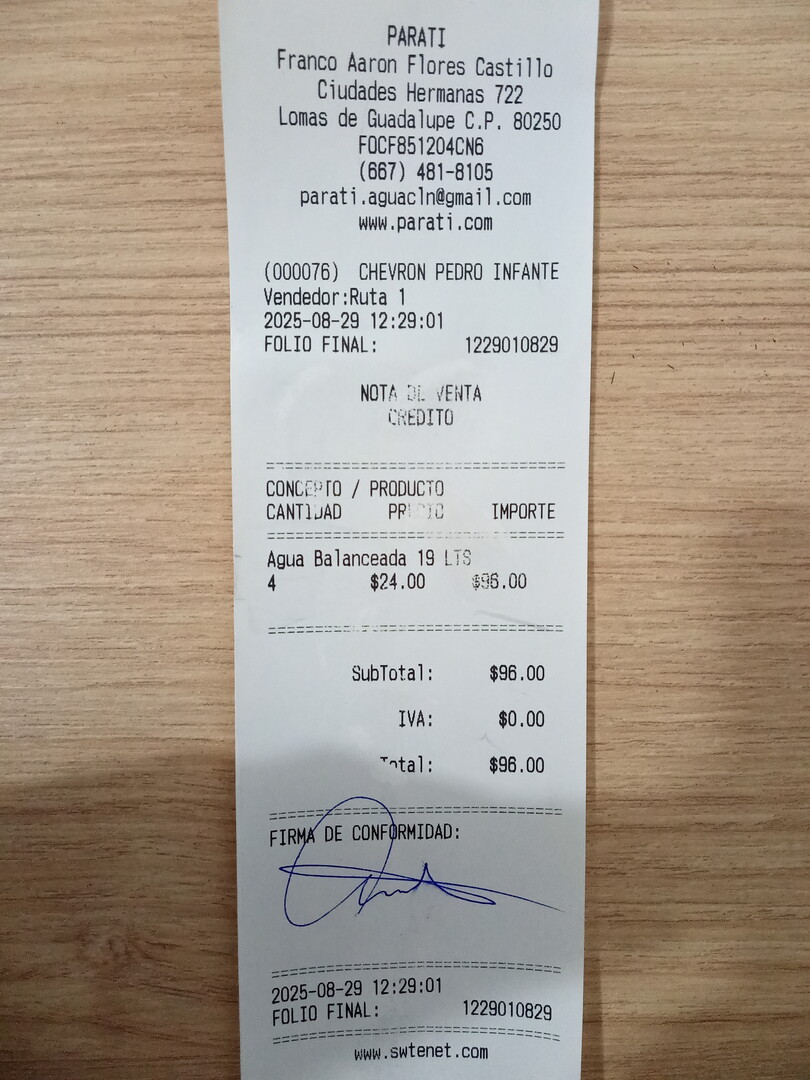 PARATI
Franco Aaron Flores Castillo
Ciudades Hermanas 722
Lomas de Guadalupe C.P. 80250
FOCF851204CN6
(667) 481-8105
parati.aguacln@gmail.com
www.parati.com
(000076) CHEVRON PEDRO INFANTE
Vendedor:Ruta 1
2025-08-29 12:29:01
FOLIO FINAL: 1229010829
NOTA DE VENTA
CREDITO
CONCEPTO / PRODUCTO
CANTIDAD PRECIO IMPORTE
Agua Balanceada 19 LTS
4 $24.00 $96.00
SubTotal: $96.00
IVA: $0.00
Total: $96.00
FIRMA DE CONFORMIDAD:
2025-08-29 12:29:01
FOLIO FINAL: 1229010829
www.swtenet.com